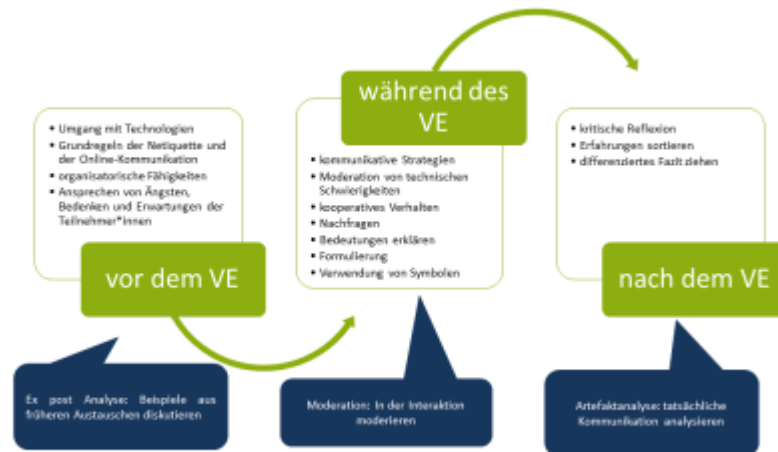 ▪ Umgang mit Technologien
▪ Grundregeln der Netiquette und
der Online-Kommunikation
▪ organisatorische Fähigkeiten
▪ Ansprechen von Ängsten,
Bedenken und Erwartungen der
Teilnehmer*innen
vor dem VE
Ex post Analyse: Beispiele aus
früheren Austauschen diskutieren
während des
VE
▪ kommunikative Strategien
▪ Moderation von technischen
Schwierigkeiten
▪ kooperatives Verhalten
▪ Nachfragen
▪ Bedeutungen erklären
▪ Formulierung
▪ Verwendung von Symbolen
Moderation: In der Interaktion
moderieren
▪ kritische Reflexion
▪ Erfahrungen sortieren
▪ differenziertes Fazit ziehen
nach dem VE
Artefaktanalyse: tatsächliche
Kommunikation analysieren